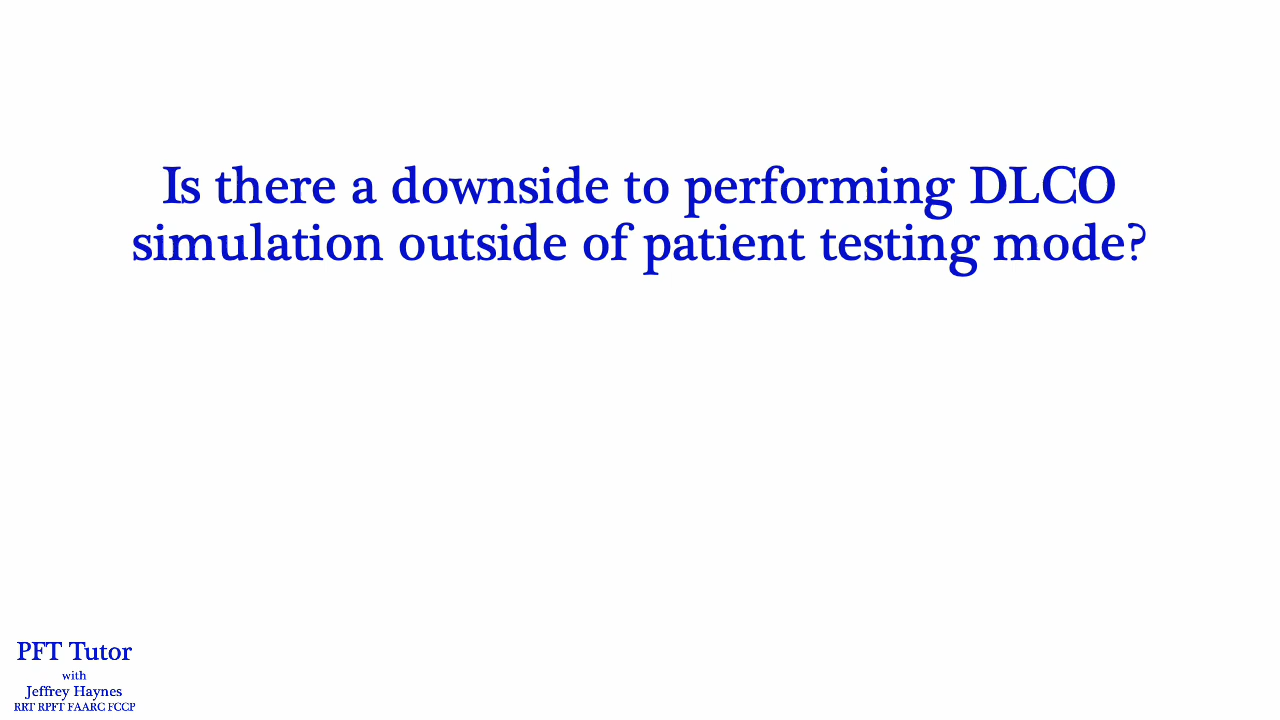 Is there a downside to performing DLCO
simulation outside of patient testing mode?
PFT Tutor
with
Jeffrey Haynes
RRT RPFT FAARC FCCP